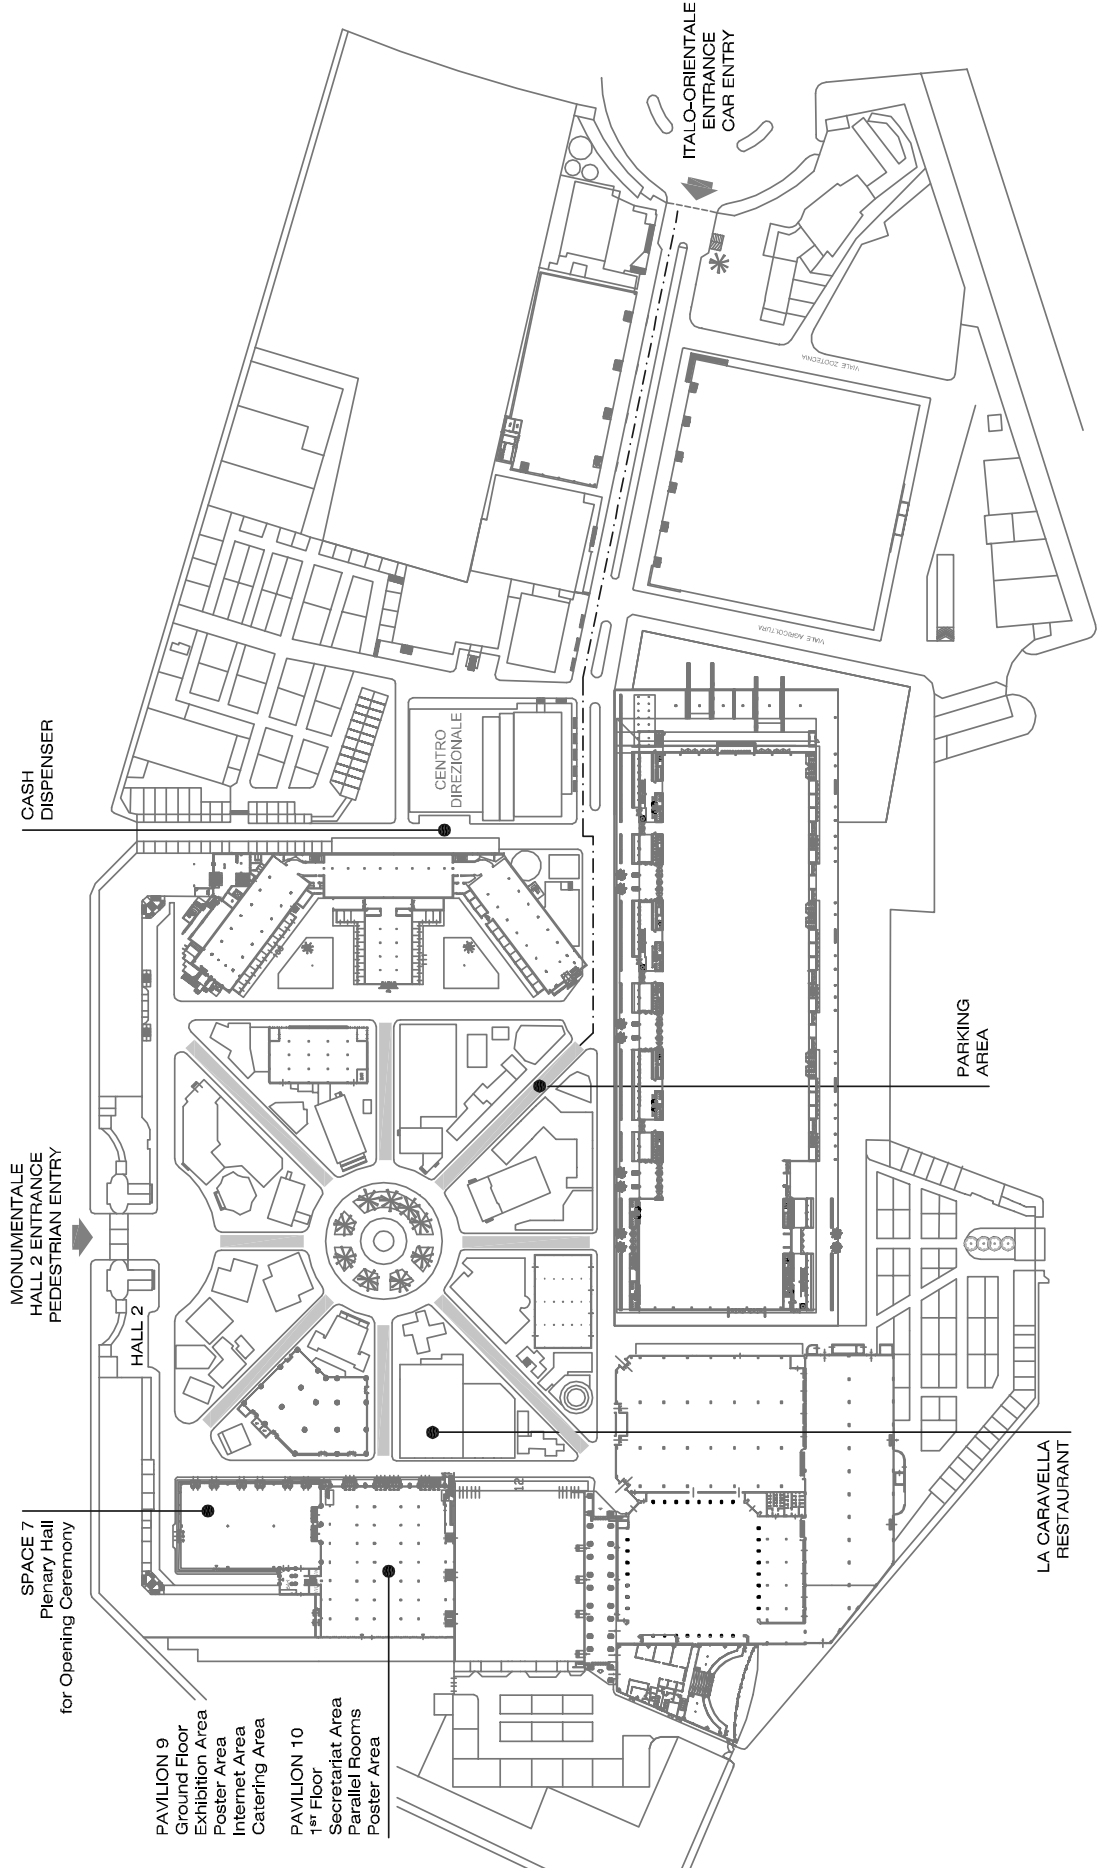 ITALO-ORIENTALE
ENTRANCE
CAR ENTRY
VIALE ZOOTECNIA
VIALE AGRICOLTURA
CASH
DISPENSER
CENTRO
DIREZIONALE
PARKING
AREA
MONUMENTALE
HALL 2 ENTRANCE
PEDESTRIAN ENTRY
HALL 2
LA CARAVELLA
RESTAURANT
SPACE 7
Plenary Hall
for Opening Ceremony
12
PAVILION 9
Ground Floor
Exhibition Area
Poster Area
Internet Area
Catering Area
PAVILION 10
1ST Floor
Secretariat Area
Parallel Rooms
Poster Area